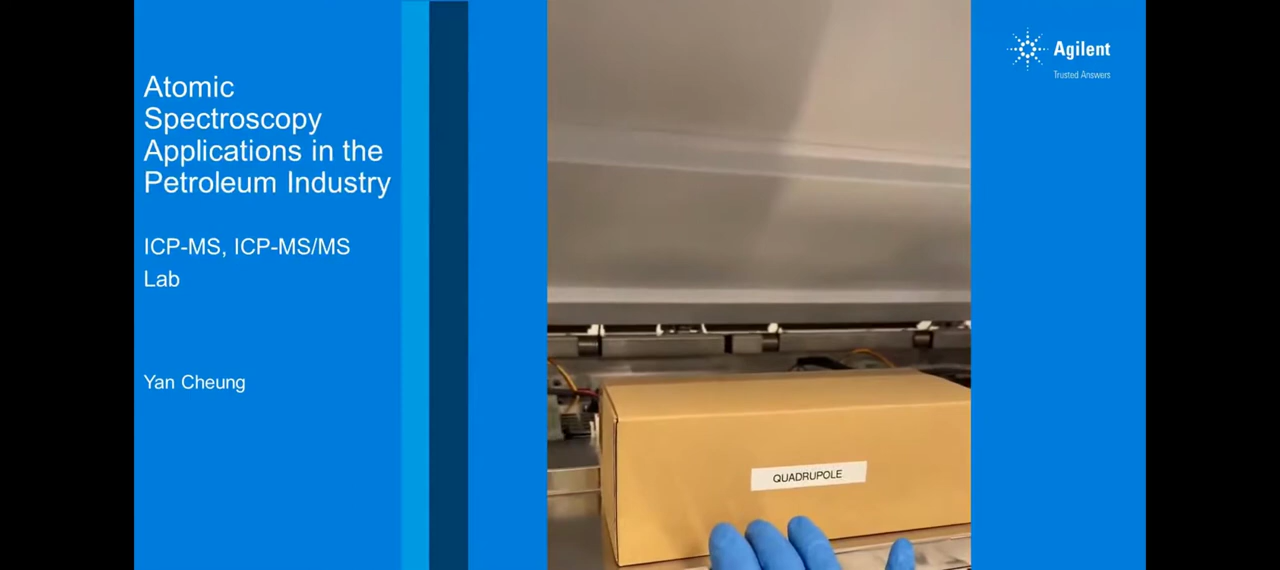 Atomic
Spectroscopy
Applications in the
Petroleum Industry
ICP-MS, ICP-MS/MS
Lab
Yan Cheung
QUADRUPOLE
Agilent
Trusted Answers